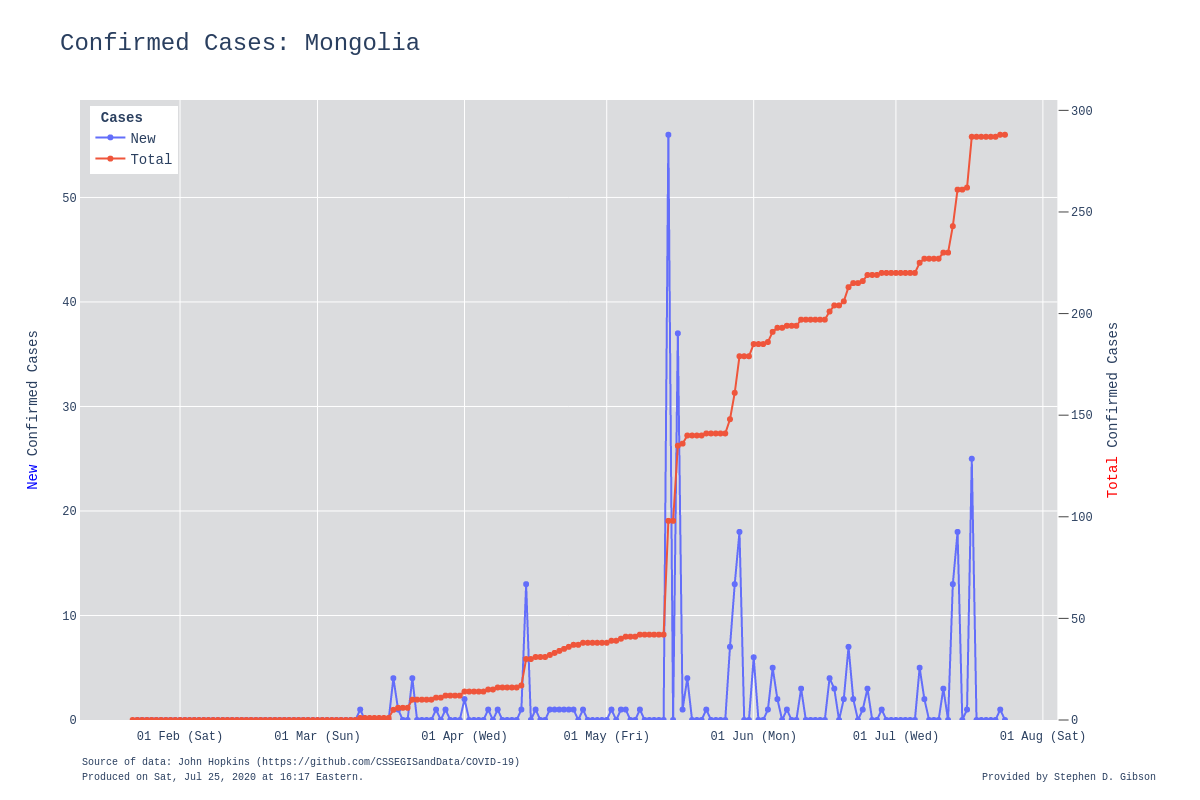 Confirmed Cases: Mongolia
Cases
New
Total
50
40
30
20
10
0
New Confirmed Cases
300
250
200
150
100
50
0
Total Confirmed Cases
01 Feb (Sat)
01 Mar (Sun)
01 Apr (Wed)
01 May (Fri)
01 Jun (Mon)
01 Jul (Wed)
01 Aug (Sat)
Source of data: John Hopkins (https://github.com/CSSEGISandData/COVID-19)
Produced on Sat, Jul 25, 2020 at 16:17 Eastern.
Provided by Stephen D. Gibson